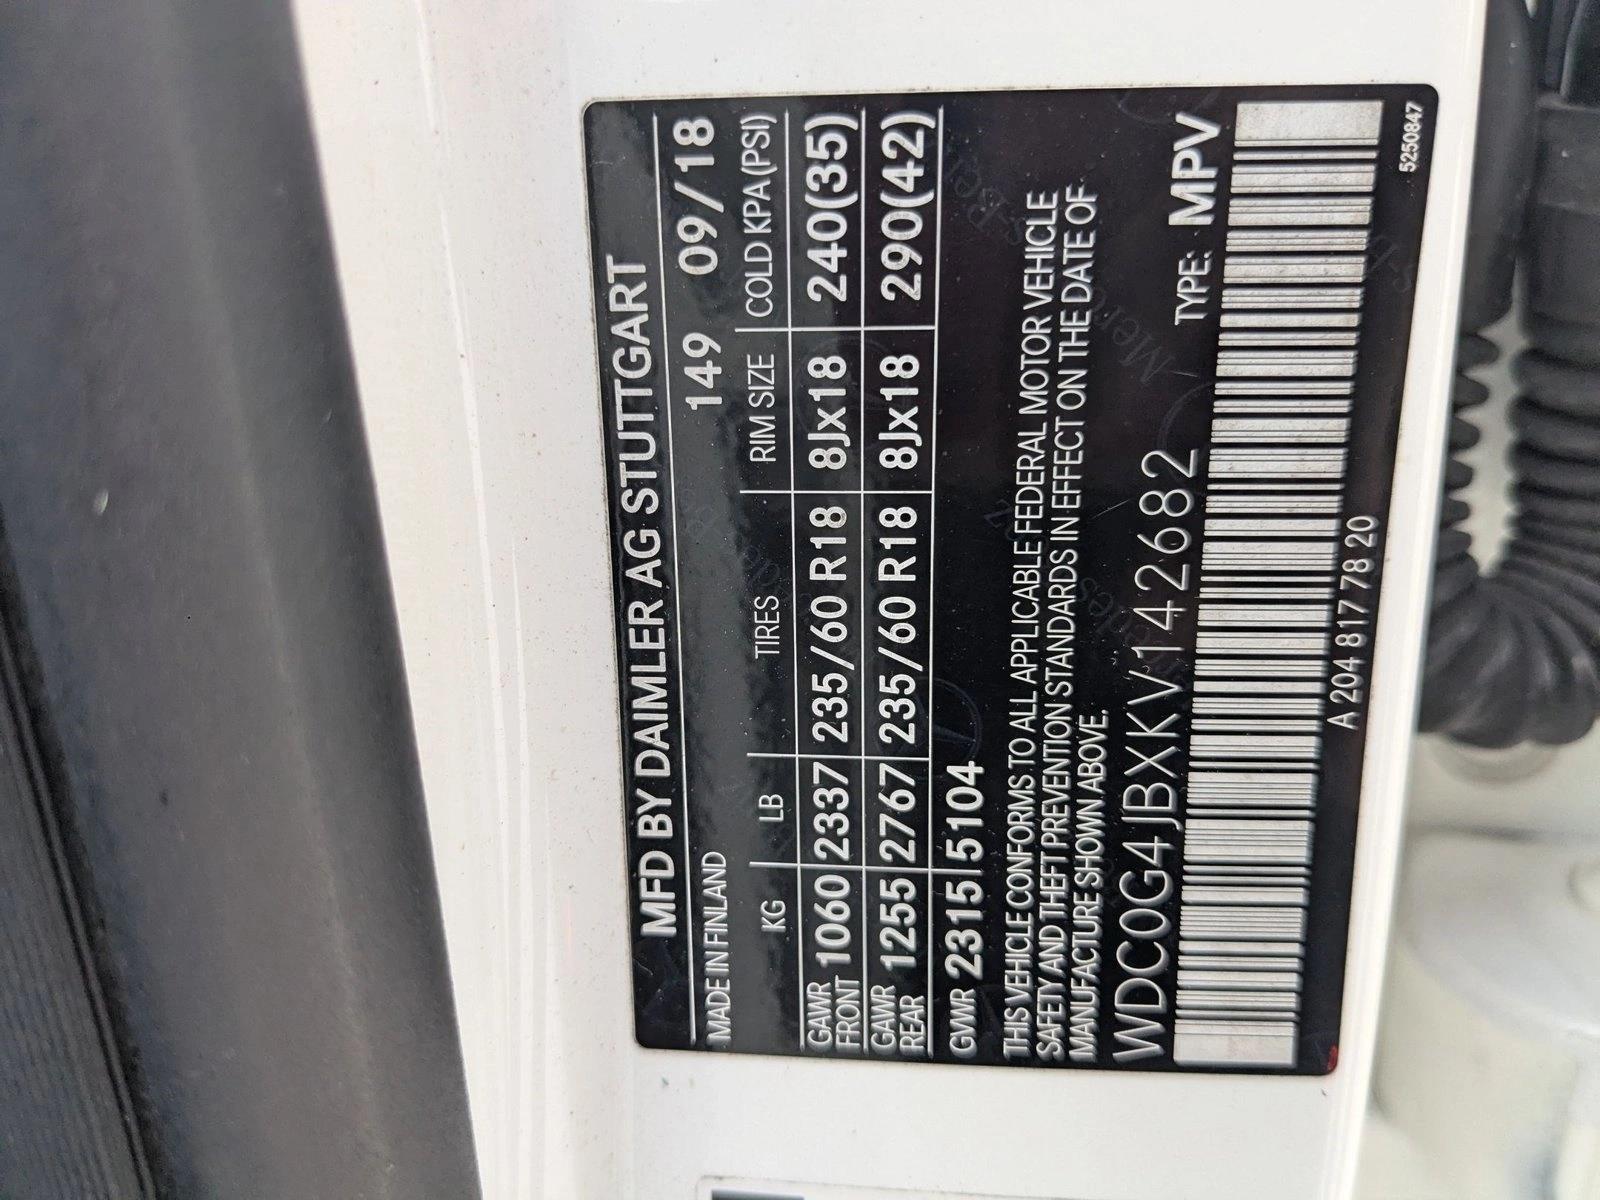 MFD BY DAIMLER AG STUTTGART
MADE IN FINLAND 149 09/18
KG LB TIRES RIM SIZE COLD KPA(PSI)
GAWR FRONT 1060 2337 235/60 R18 8Jx18 240(35)
GAWR REAR 1255 2767 235/60 R18 8Jx18 290(42)
GVWR 2315 5104
THIS VEHICLE CONFORMS TO ALL APPLICABLE FEDERAL MOTOR VEHICLE
SAFETY AND THEFT PREVENTION STANDARDS IN EFFECT ON THE DATE OF
MANUFACTURE SHOWN ABOVE.
WDC0G4JBXKV142682 TYPE: MPV
A 204 817 78 20 5250847